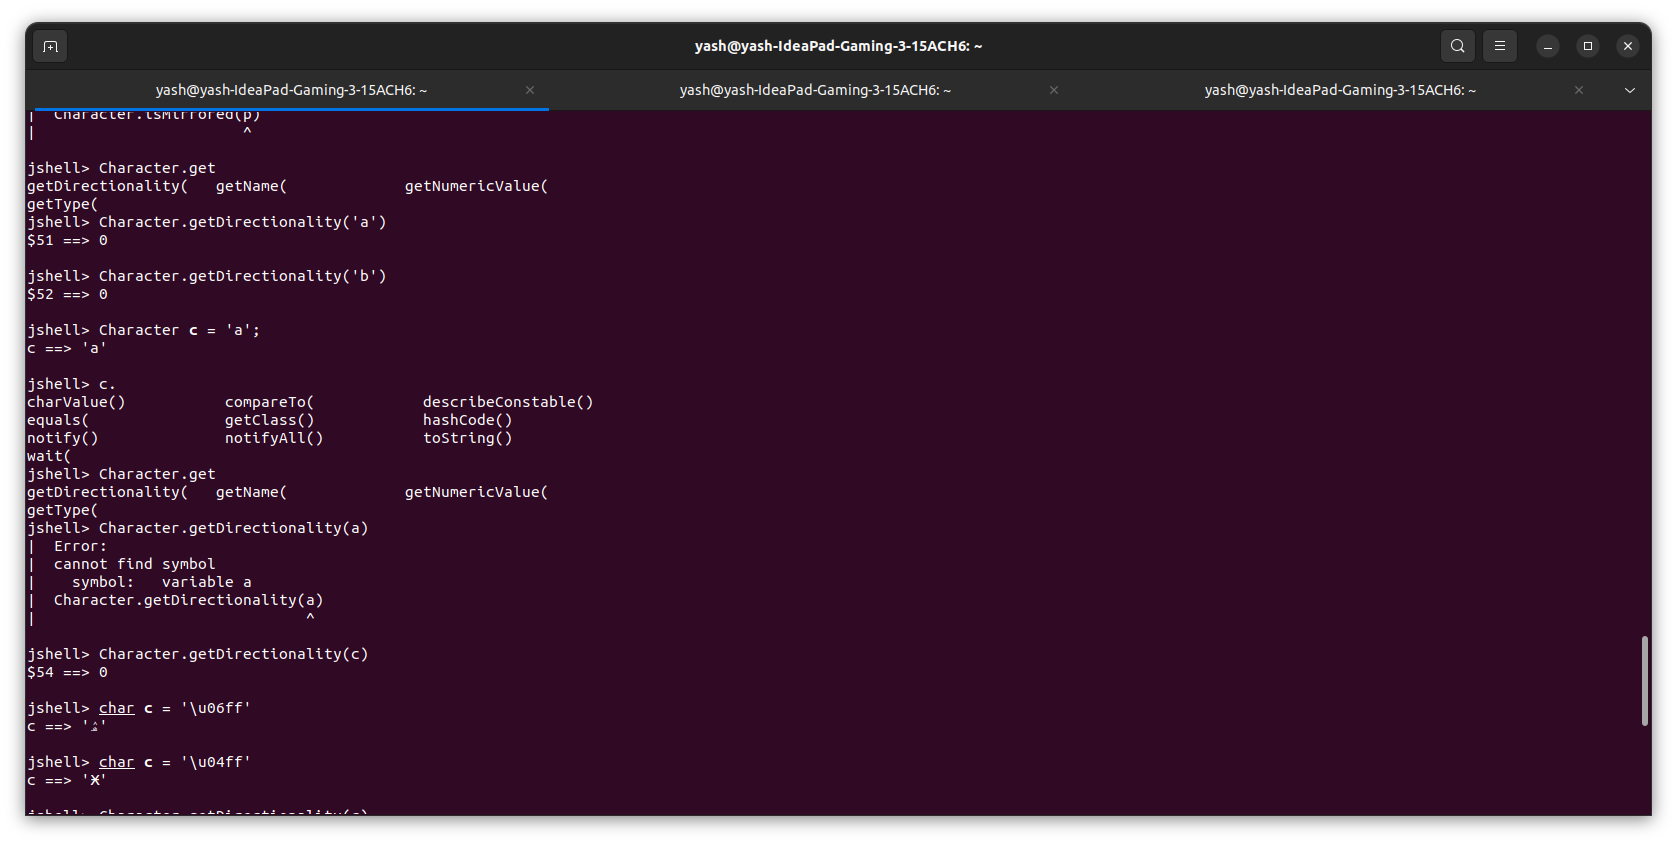 yash@yash-IdeaPad-Gaming-3-15ACH6: ~
yash@yash-IdeaPad-Gaming-3-15ACH6: ~ yash@yash-IdeaPad-Gaming-3-15ACH6: ~ yash@yash-IdeaPad-Gaming-3-15ACH6: ~
|  Character.isMirrored(p)
|                       ^
jshell> Character.get
getDirectionality(   getName(             getNumericValue(
getType(
jshell> Character.getDirectionality('a')
$51 ==> 0
jshell> Character.getDirectionality('b')
$52 ==> 0
jshell> Character c = 'a';
c ==> 'a'
jshell> c.
charValue()           compareTo(            describeConstable()
equals(               getClass()            hashCode()
notify()              notifyAll()           toString()
wait(
jshell> Character.get
getDirectionality(   getName(             getNumericValue(
getType(
jshell> Character.getDirectionality(a)
|  Error:
|  cannot find symbol
|    symbol:   variable a
|  Character.getDirectionality(a)
|                              ^
jshell> Character.getDirectionality(c)
$54 ==> 0
jshell> char c = '\u06ff'
c ==> 'ۿ'
jshell> char c = '\u04ff'
c ==> 'ӿ'
jshell> Character.getDirectionality(c)